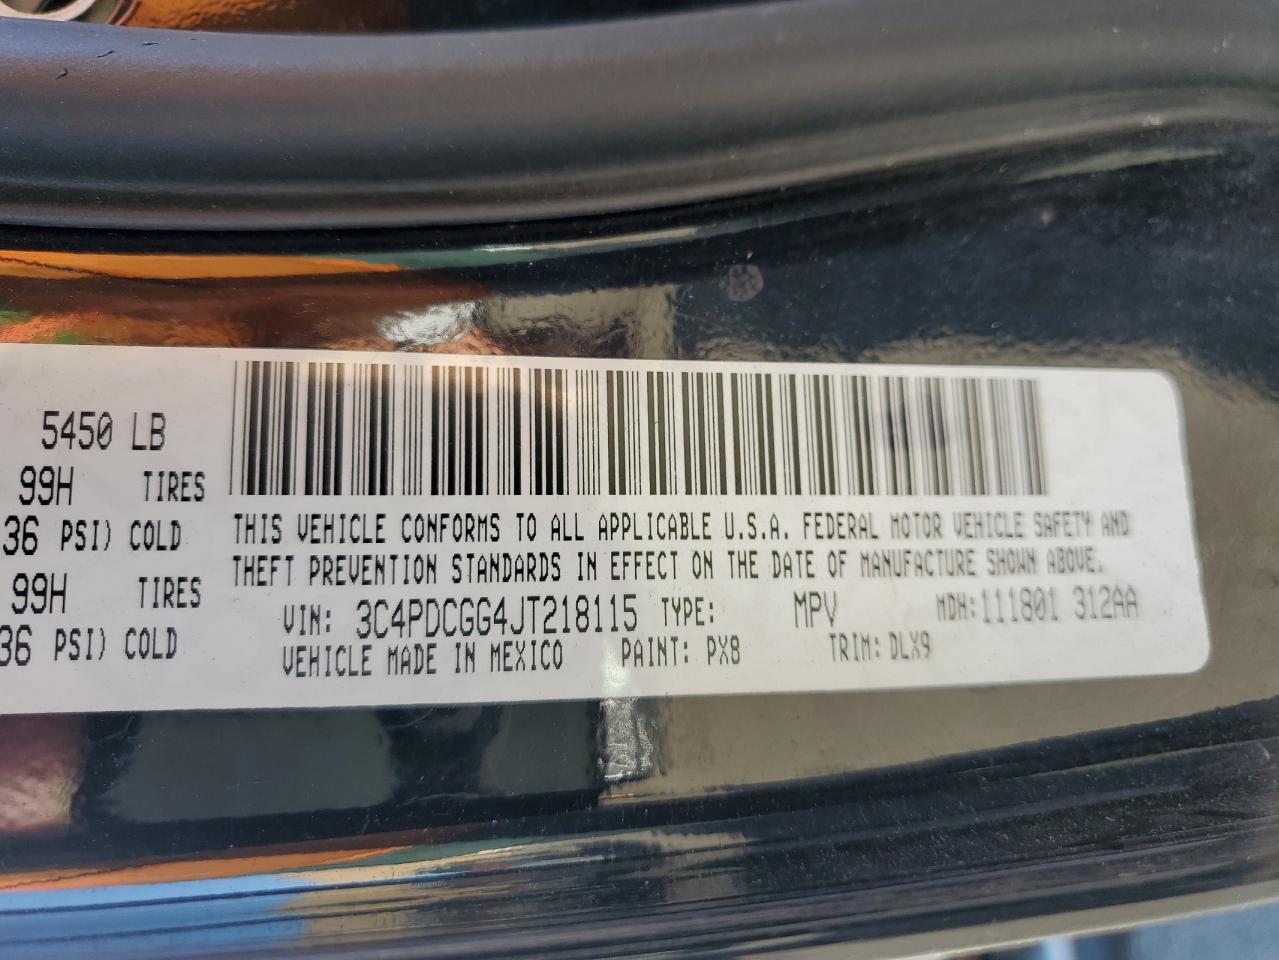 5450 LB
99H TIRES
36 PSI) COLD
99H TIRES
36 PSI) COLD
THIS VEHICLE CONFORMS TO ALL APPLICABLE U.S.A. FEDERAL MOTOR VEHICLE SAFETY AND
THEFT PREVENTION STANDARDS IN EFFECT ON THE DATE OF MANUFACTURE SHOWN ABOVE.
VIN: 3C4PDCGG4JT218115 TYPE: MPV MDH:111801 312AA
VEHICLE MADE IN MEXICO PAINT: PX8 TRIM: DLX9